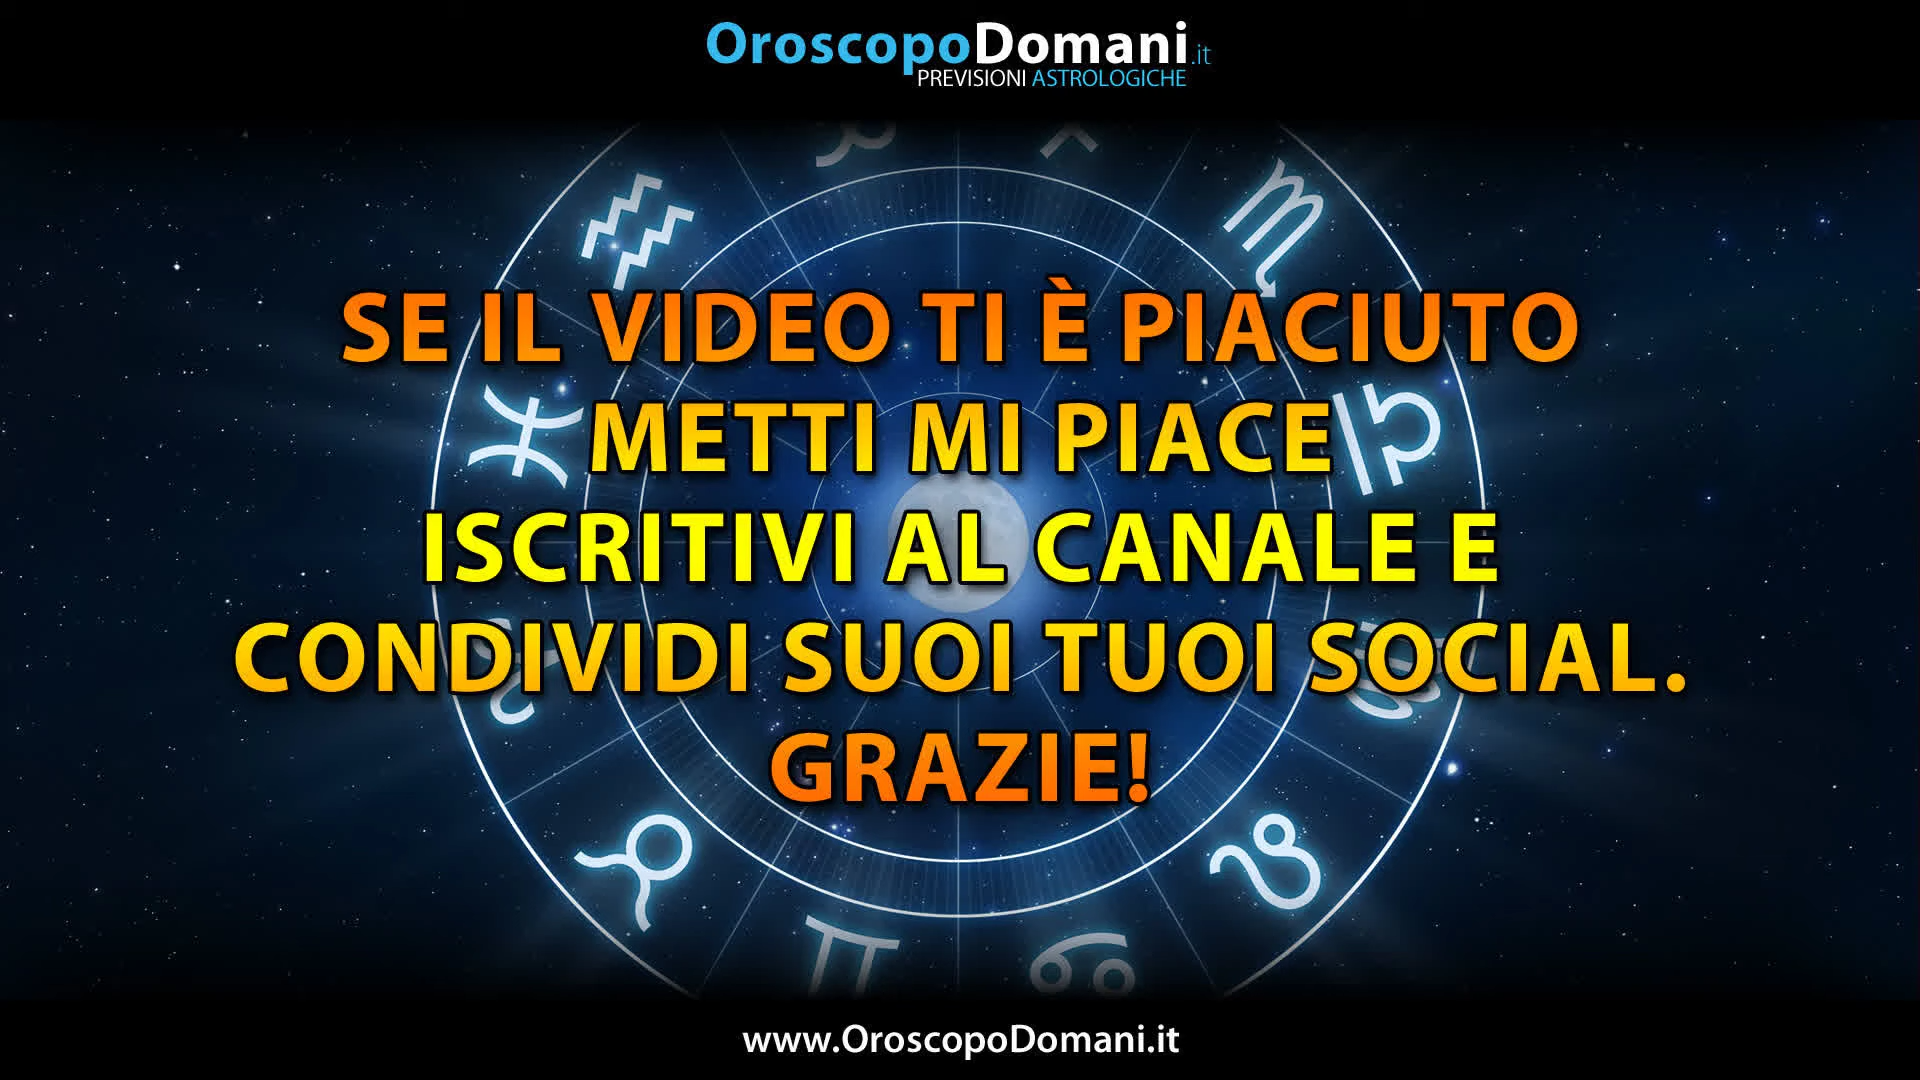 OroscopoDomani.it
PREVISIONI ASTROLOGICHE
SE IL VIDEO TI È PIACIUTO
METTI MI PIACE
ISCRITIVI AL CANALE E
CONDIVIDI SUOI TUOI SOCIAL.
GRAZIE!
www.OroscopoDomani.it